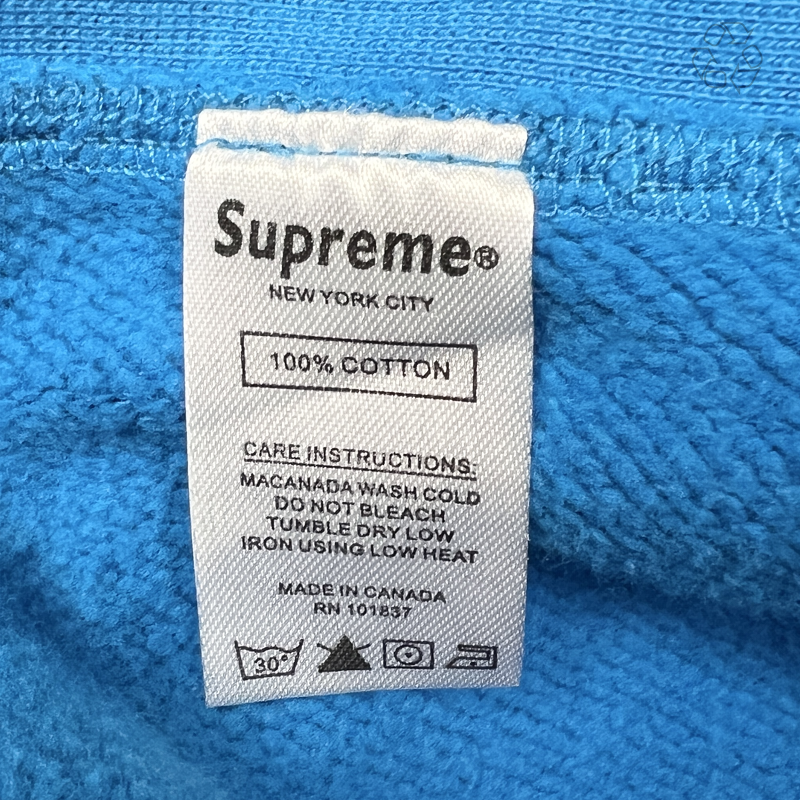 Supreme®
NEW YORK CITY
100% COTTON
CARE INSTRUCTIONS:
MACANADA WASH COLD
DO NOT BLEACH
TUMBLE DRY LOW
IRON USING LOW HEAT
MADE IN CANADA
RN 101837
30°